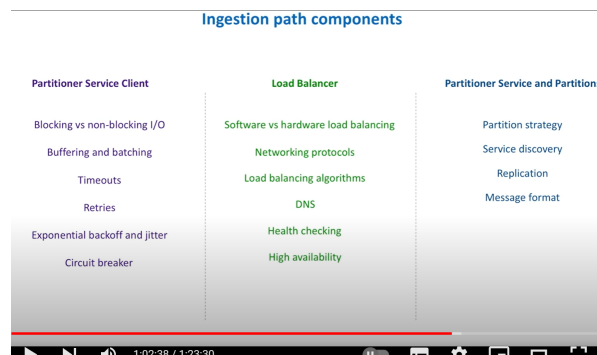 Ingestion path components
Partitioner Service Client
Blocking vs non-blocking I/O
Buffering and batching
Timeouts
Retries
Exponential backoff and jitter
Circuit breaker
Load Balancer
Software vs hardware load balancing
Networking protocols
Load balancing algorithms
DNS
Health checking
High availability
Partitioner Service and Partition
Partition strategy
Service discovery
Replication
Message format
1:02:38 / 1:23:30